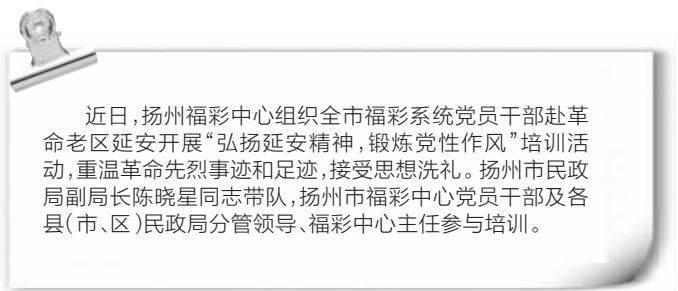 近日,扬州福彩中心组织全市福彩系统党员干部赴革
命老区延安开展“弘扬延安精神,锻炼党性作风”培训活
动,重温革命先烈事迹和足迹,接受思想洗礼。扬州市民政
局副局长陈晓星同志带队,扬州市福彩中心党员干部及各
县(市、区)民政局分管领导、福彩中心主任参与培训。